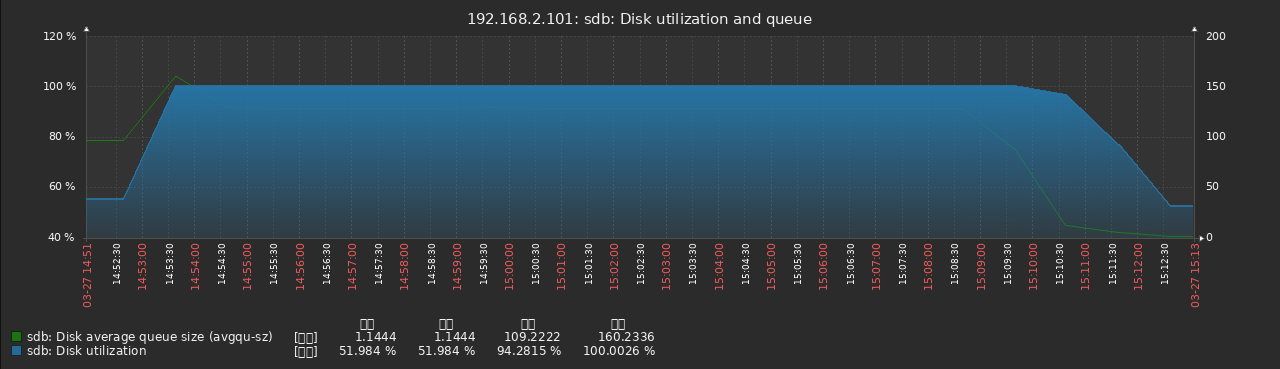 192.168.2.101: sdb: Disk utilization and queue
120 % 200
100 % 150
80 % 100
60 % 50
40 % 0
03-27 14:51 14:52:30 14:53:00 14:53:30 14:54:00 14:54:30 14:55:00 14:55:30 14:56:00 14:56:30 14:57:00 14:57:30 14:58:00 14:58:30 14:59:00 14:59:30 15:00:00 15:00:30 15:01:00 15:01:30 15:02:00 15:02:30 15:03:00 15:03:30 15:04:00 15:04:30 15:05:00 15:05:30 15:06:00 15:06:30 15:07:00 15:07:30 15:08:00 15:08:30 15:09:00 15:09:30 15:10:00 15:10:30 15:11:00 15:11:30 15:12:00 15:12:30 03-27 15:13
sdb: Disk average queue size (avgqu-sz) 1.1444 1.1444 109.2222 160.2336
sdb: Disk utilization 51.984 % 51.984 % 94.2815 % 100.0026 %